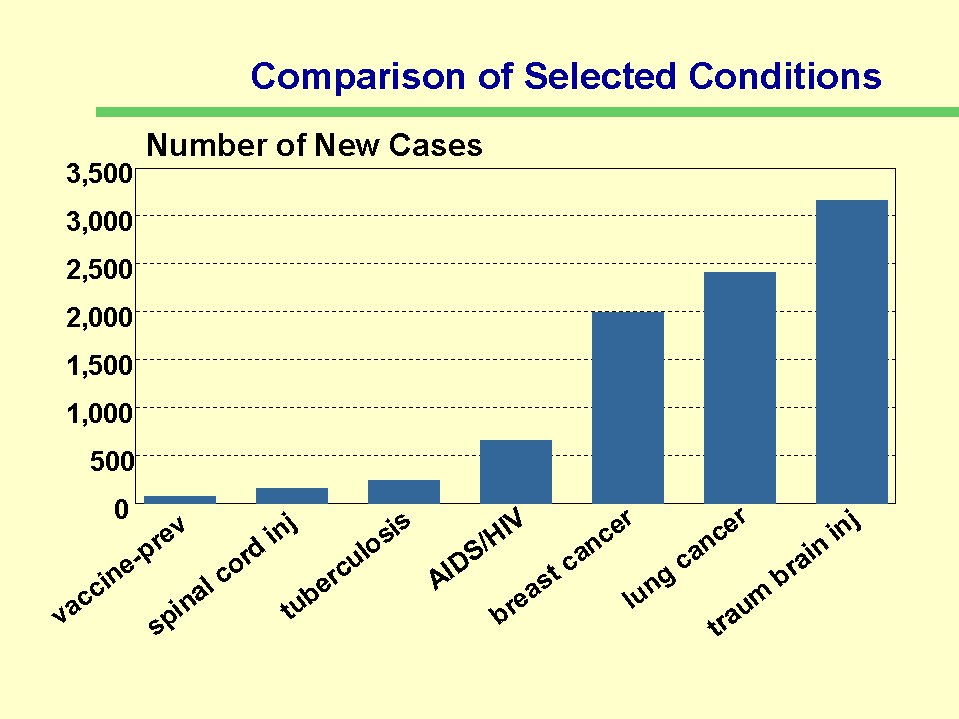 Comparison of Selected Conditions
Number of New Cases
3,500
3,000
2,500
2,000
1,500
1,000
500
0
vaccine-prev
spinal cord inj
tuberculosis
AIDS/HIV
breast cancer
lung cancer
traum brain inj